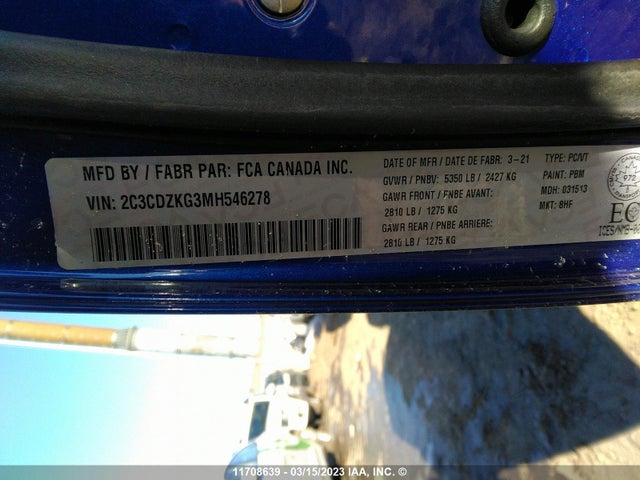 MFD BY / FABR PAR: FCA CANADA INC.
VIN: 2C3CDZKG3MH546278
DATE OF MFR / DATE DE FABR: 3-21
GVWR / PNBV: 5350 LB / 2427 KG
GAWR FRONT / PNBE AVANT:
2810 LB / 1275 KG
GAWR REAR / PNBE ARRIERE:
2810 LB / 1275 KG
TYPE: PC/VT
PAINT: PBM
MDH: 031513
MKT: 8HF
972
11708639 - 03/15/2023 IAA, INC. ©